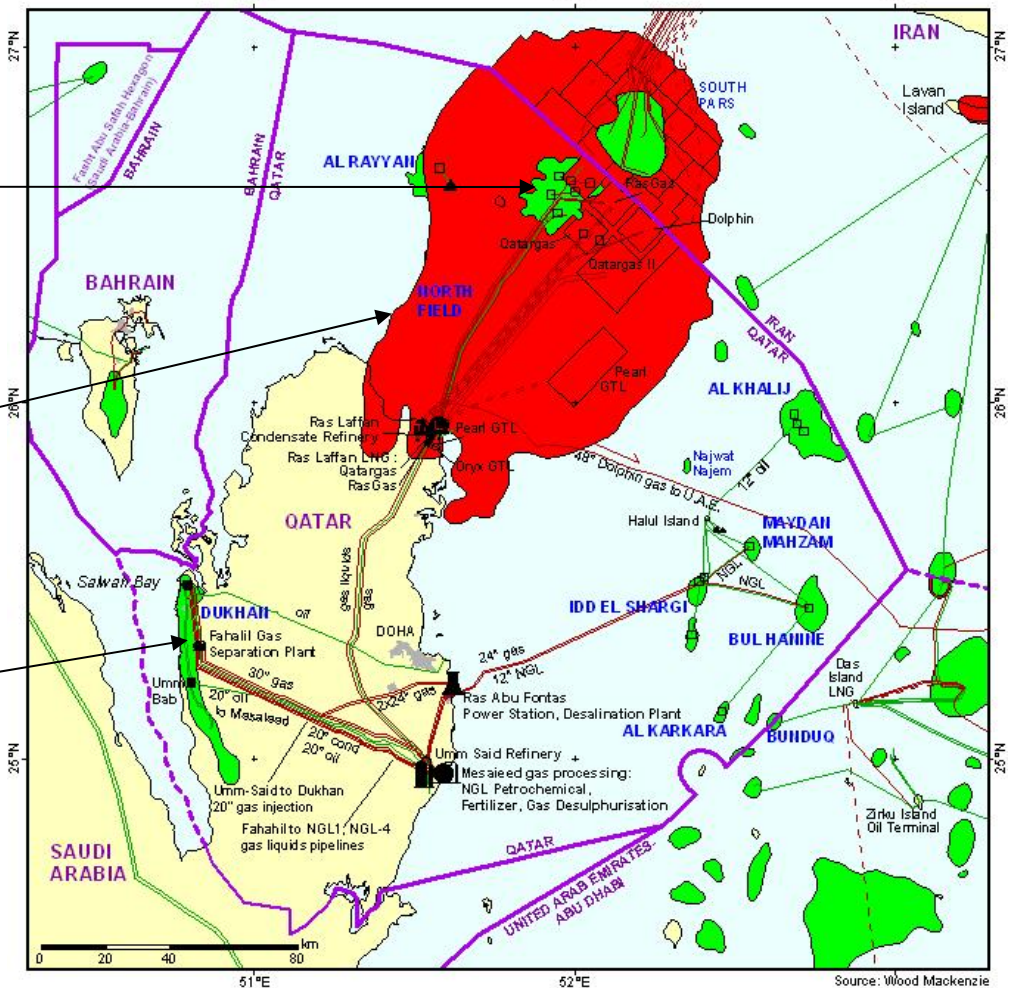 27°N
26°N
25°N
27°N
26°N
25°N
51°E
52°E
IRAN
Lavan
Island
SOUTH
PARS
Fasht Abu Safah Hexagon
Saudi Arabia-Bahrain)
BAHRAIN
BAHRAIN
QATAR
AL RAYYAN
RasGas
Dolphin
Qatargas
Qatargas II
BAHRAIN
NORTH
FIELD
IRAN
QATAR
Pearl
GTL
AL KHALIJ
Ras Laffan
Condensate Refinery
Pearl GTL
Ras Laffan LNG :
Qatargas
RasGas
Oryx GTL
48" Dolphin gas to U.A.E.
Najwat
Najem
12" oil
Halul Island
MAYDAN
MAHZAM
QATAR
gas liquids
gas
NGL
NGL
Salwah Bay
DUKHAN
oil
IDD EL SHARGI
BUL HANINE
Fahalil Gas
Separation Plant
DOHA
24" gas
12" NGL
Umm
Bab
30" gas
20" oil
to Mesaieed
2x24" gas
Ras Abu Fontas
Power Station, Desalination Plant
Das
Island
LNG
20" cond
20" oil
AL KARKARA
BUNDUQ
Umm Said Refinery
Mesaieed gas processing:
NGL Petrochemical,
Fertilizer, Gas Desulphurisation
Umm-Said to Dukhan
20" gas injection
Fahahil to NGL1, NGL-4
gas liquids pipelines
Zirku Island
Oil Terminal
SAUDI
ARABIA
QATAR
UNITED ARAB EMIRATES-
ABU DHABI
km
0 20 40 80
Source: Wood Mackenzie